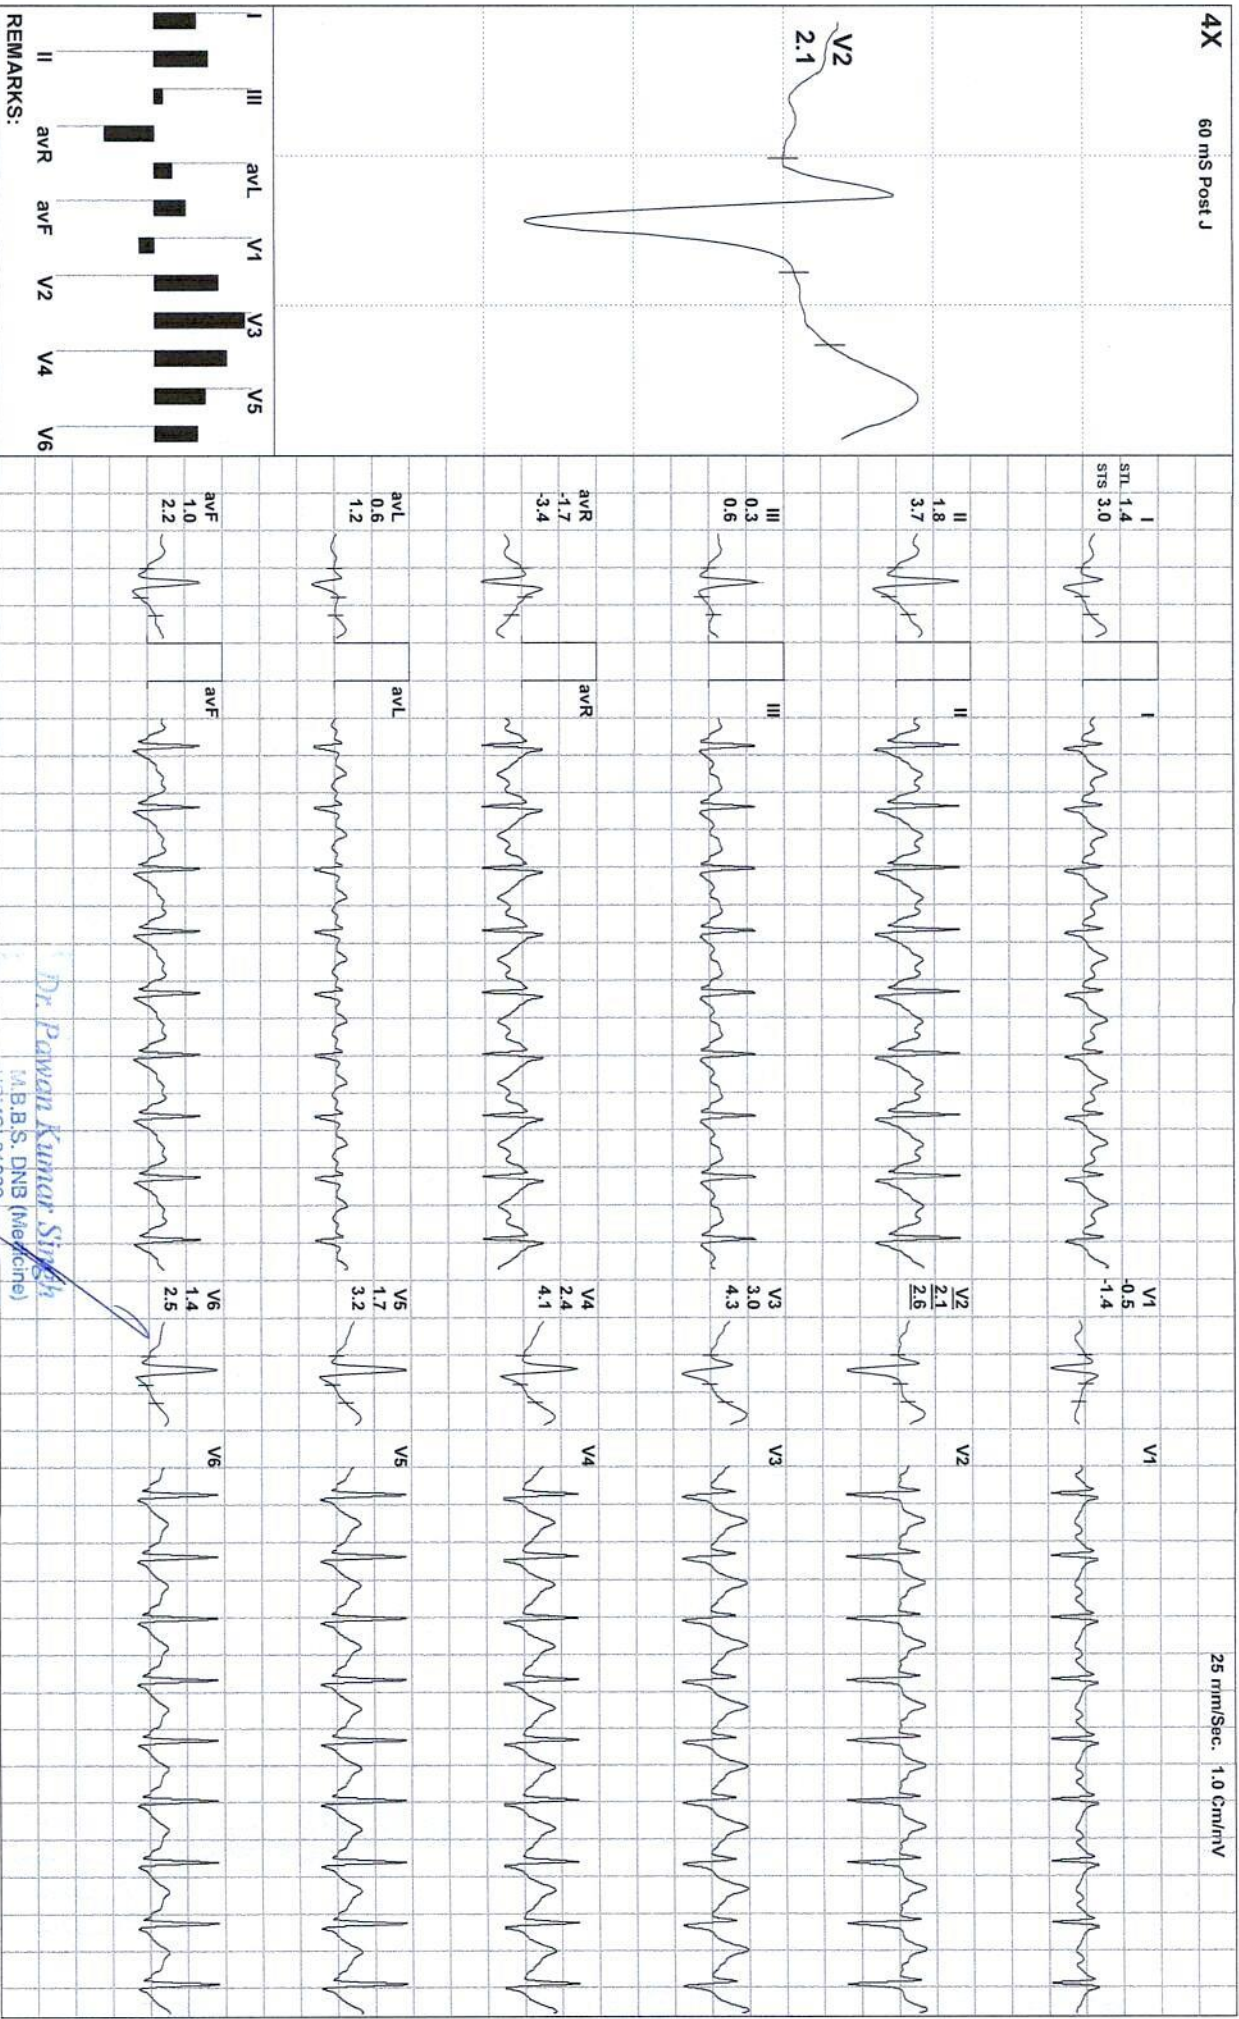 4X
60 mS Post J
25 mm/Sec. 1.0 Cm/mV
V2
2.1
I
STL 1.4
STS 3.0
I
V1
-0.5
-1.4
V1
II
1.8
3.7
II
V2
2.1
2.6
V2
III
0.3
0.6
III
V3
3.0
4.3
V3
avR
-1.7
-3.4
avR
V4
2.4
4.1
V4
avL
0.6
1.2
avL
V5
1.7
3.2
V5
avF
1.0
2.2
avF
V6
1.4
2.5
V6
I III avL V1 V3 V5
II avR avF V2 V4 V6
REMARKS:
Dr. Pawan Kumar Singh
M.B.B.S. DNB (Medicine)